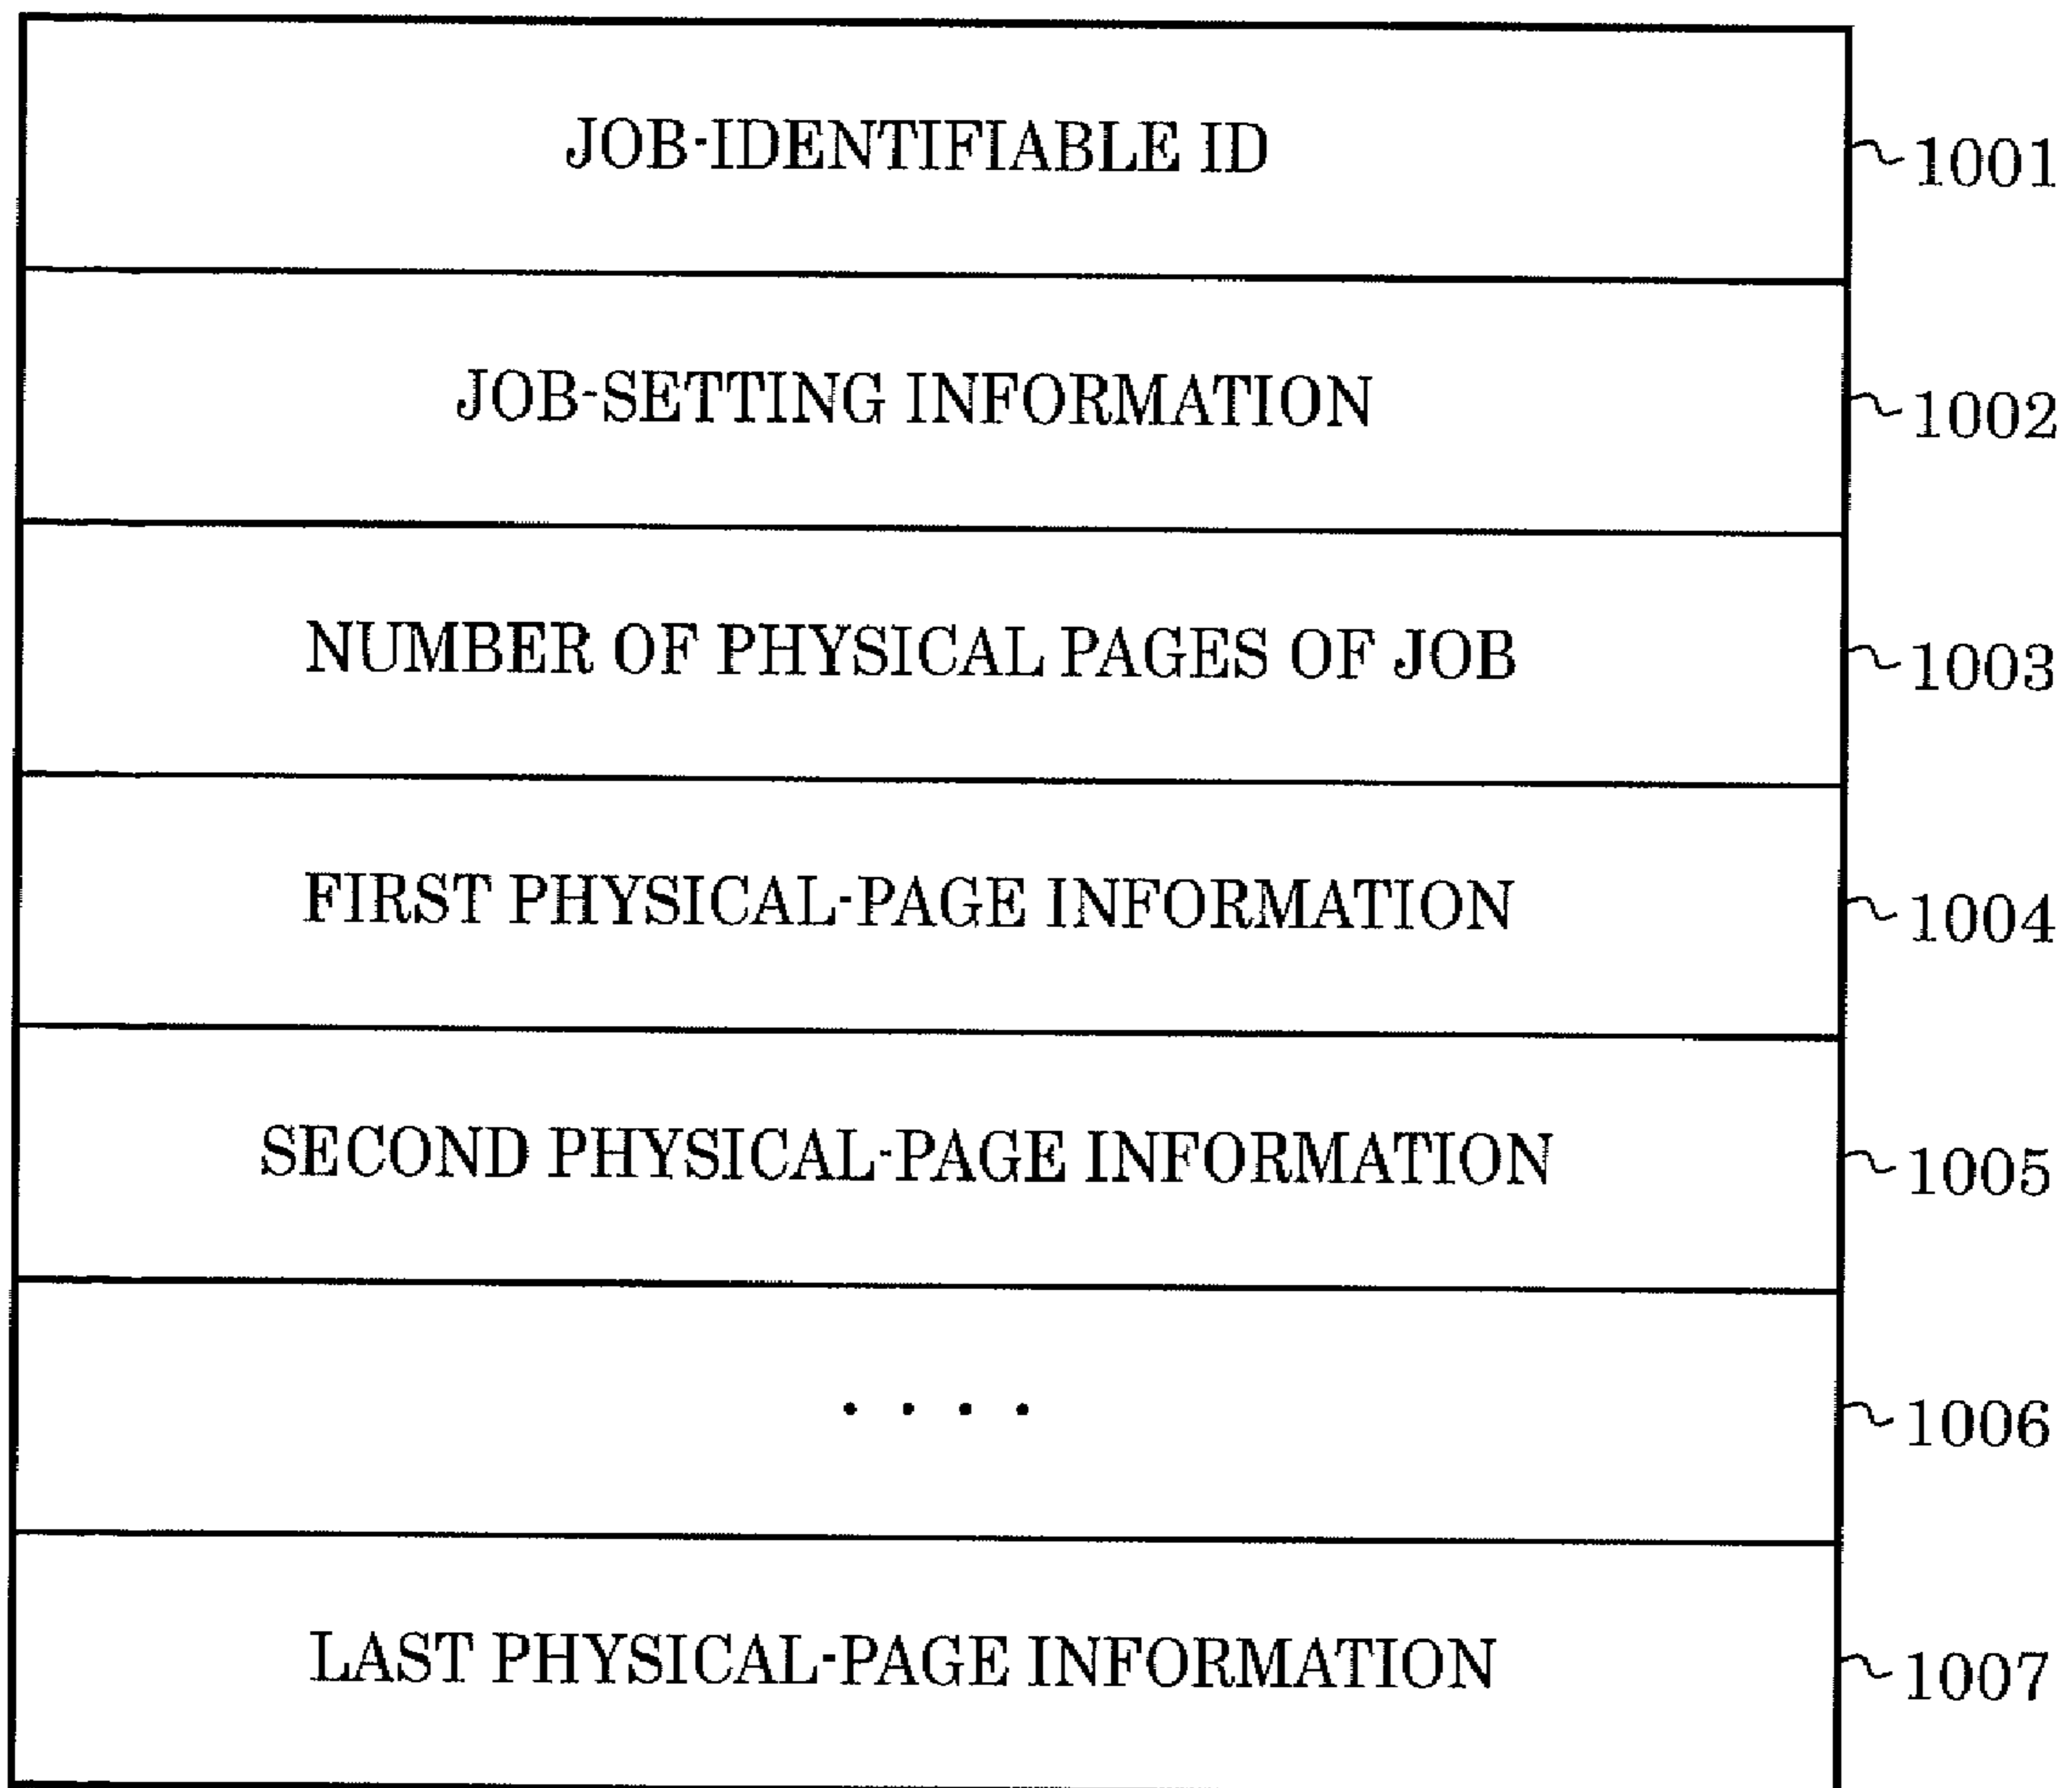 JOB-IDENTIFIABLE ID 1001
JOB-SETTING INFORMATION 1002
NUMBER OF PHYSICAL PAGES OF JOB 1003
FIRST PHYSICAL-PAGE INFORMATION 1004
SECOND PHYSICAL-PAGE INFORMATION 1005
.... 1006
LAST PHYSICAL-PAGE INFORMATION 1007